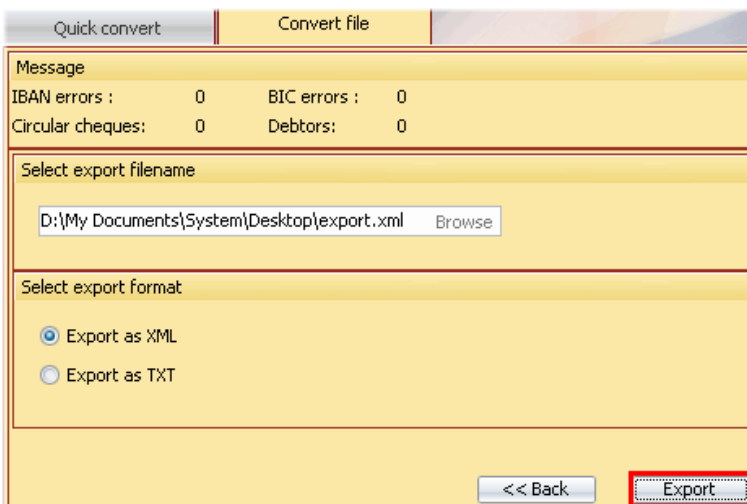 Quick convert Convert file
Message
IBAN errors : 0 BIC errors : 0
Circular cheques: 0 Debtors: 0
Select export filename
D:\My Documents\System\Desktop\export.xml Browse
Select export format
Export as XML
Export as TXT
<< Back Export